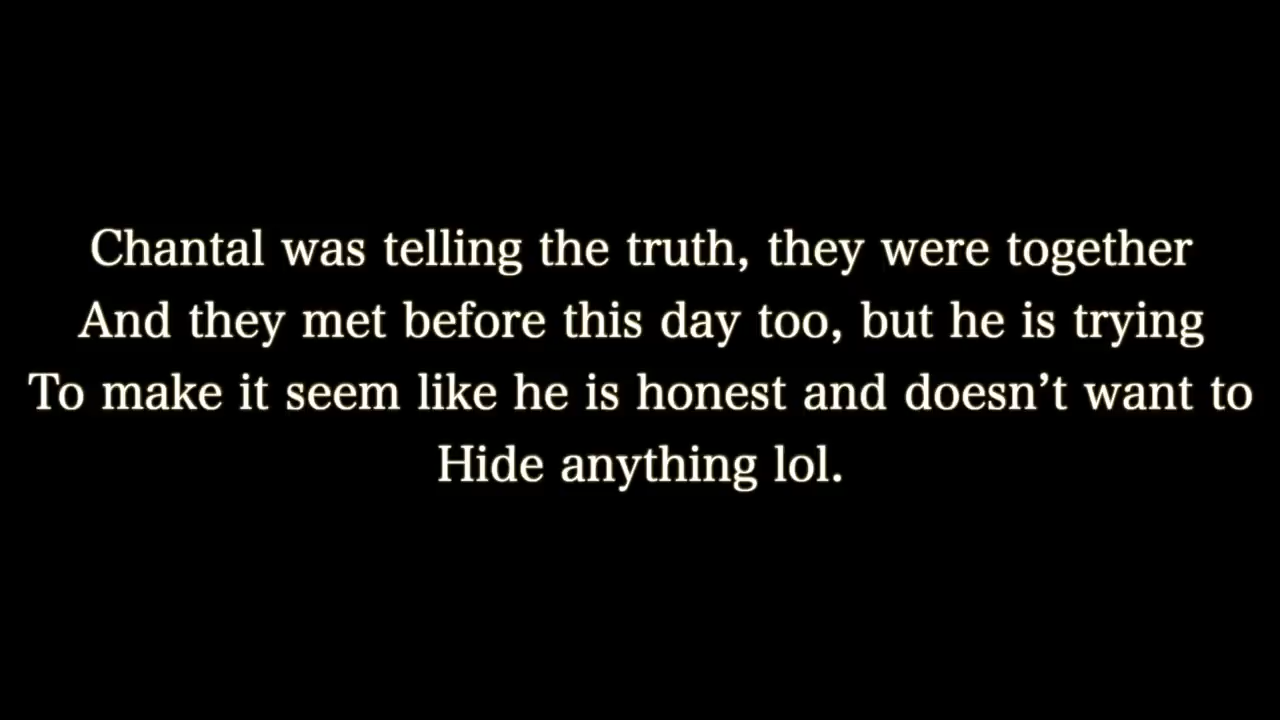 Chantal was telling the truth, they were together
And they met before this day too, but he is trying
To make it seem like he is honest and doesn’t want to
Hide anything lol.